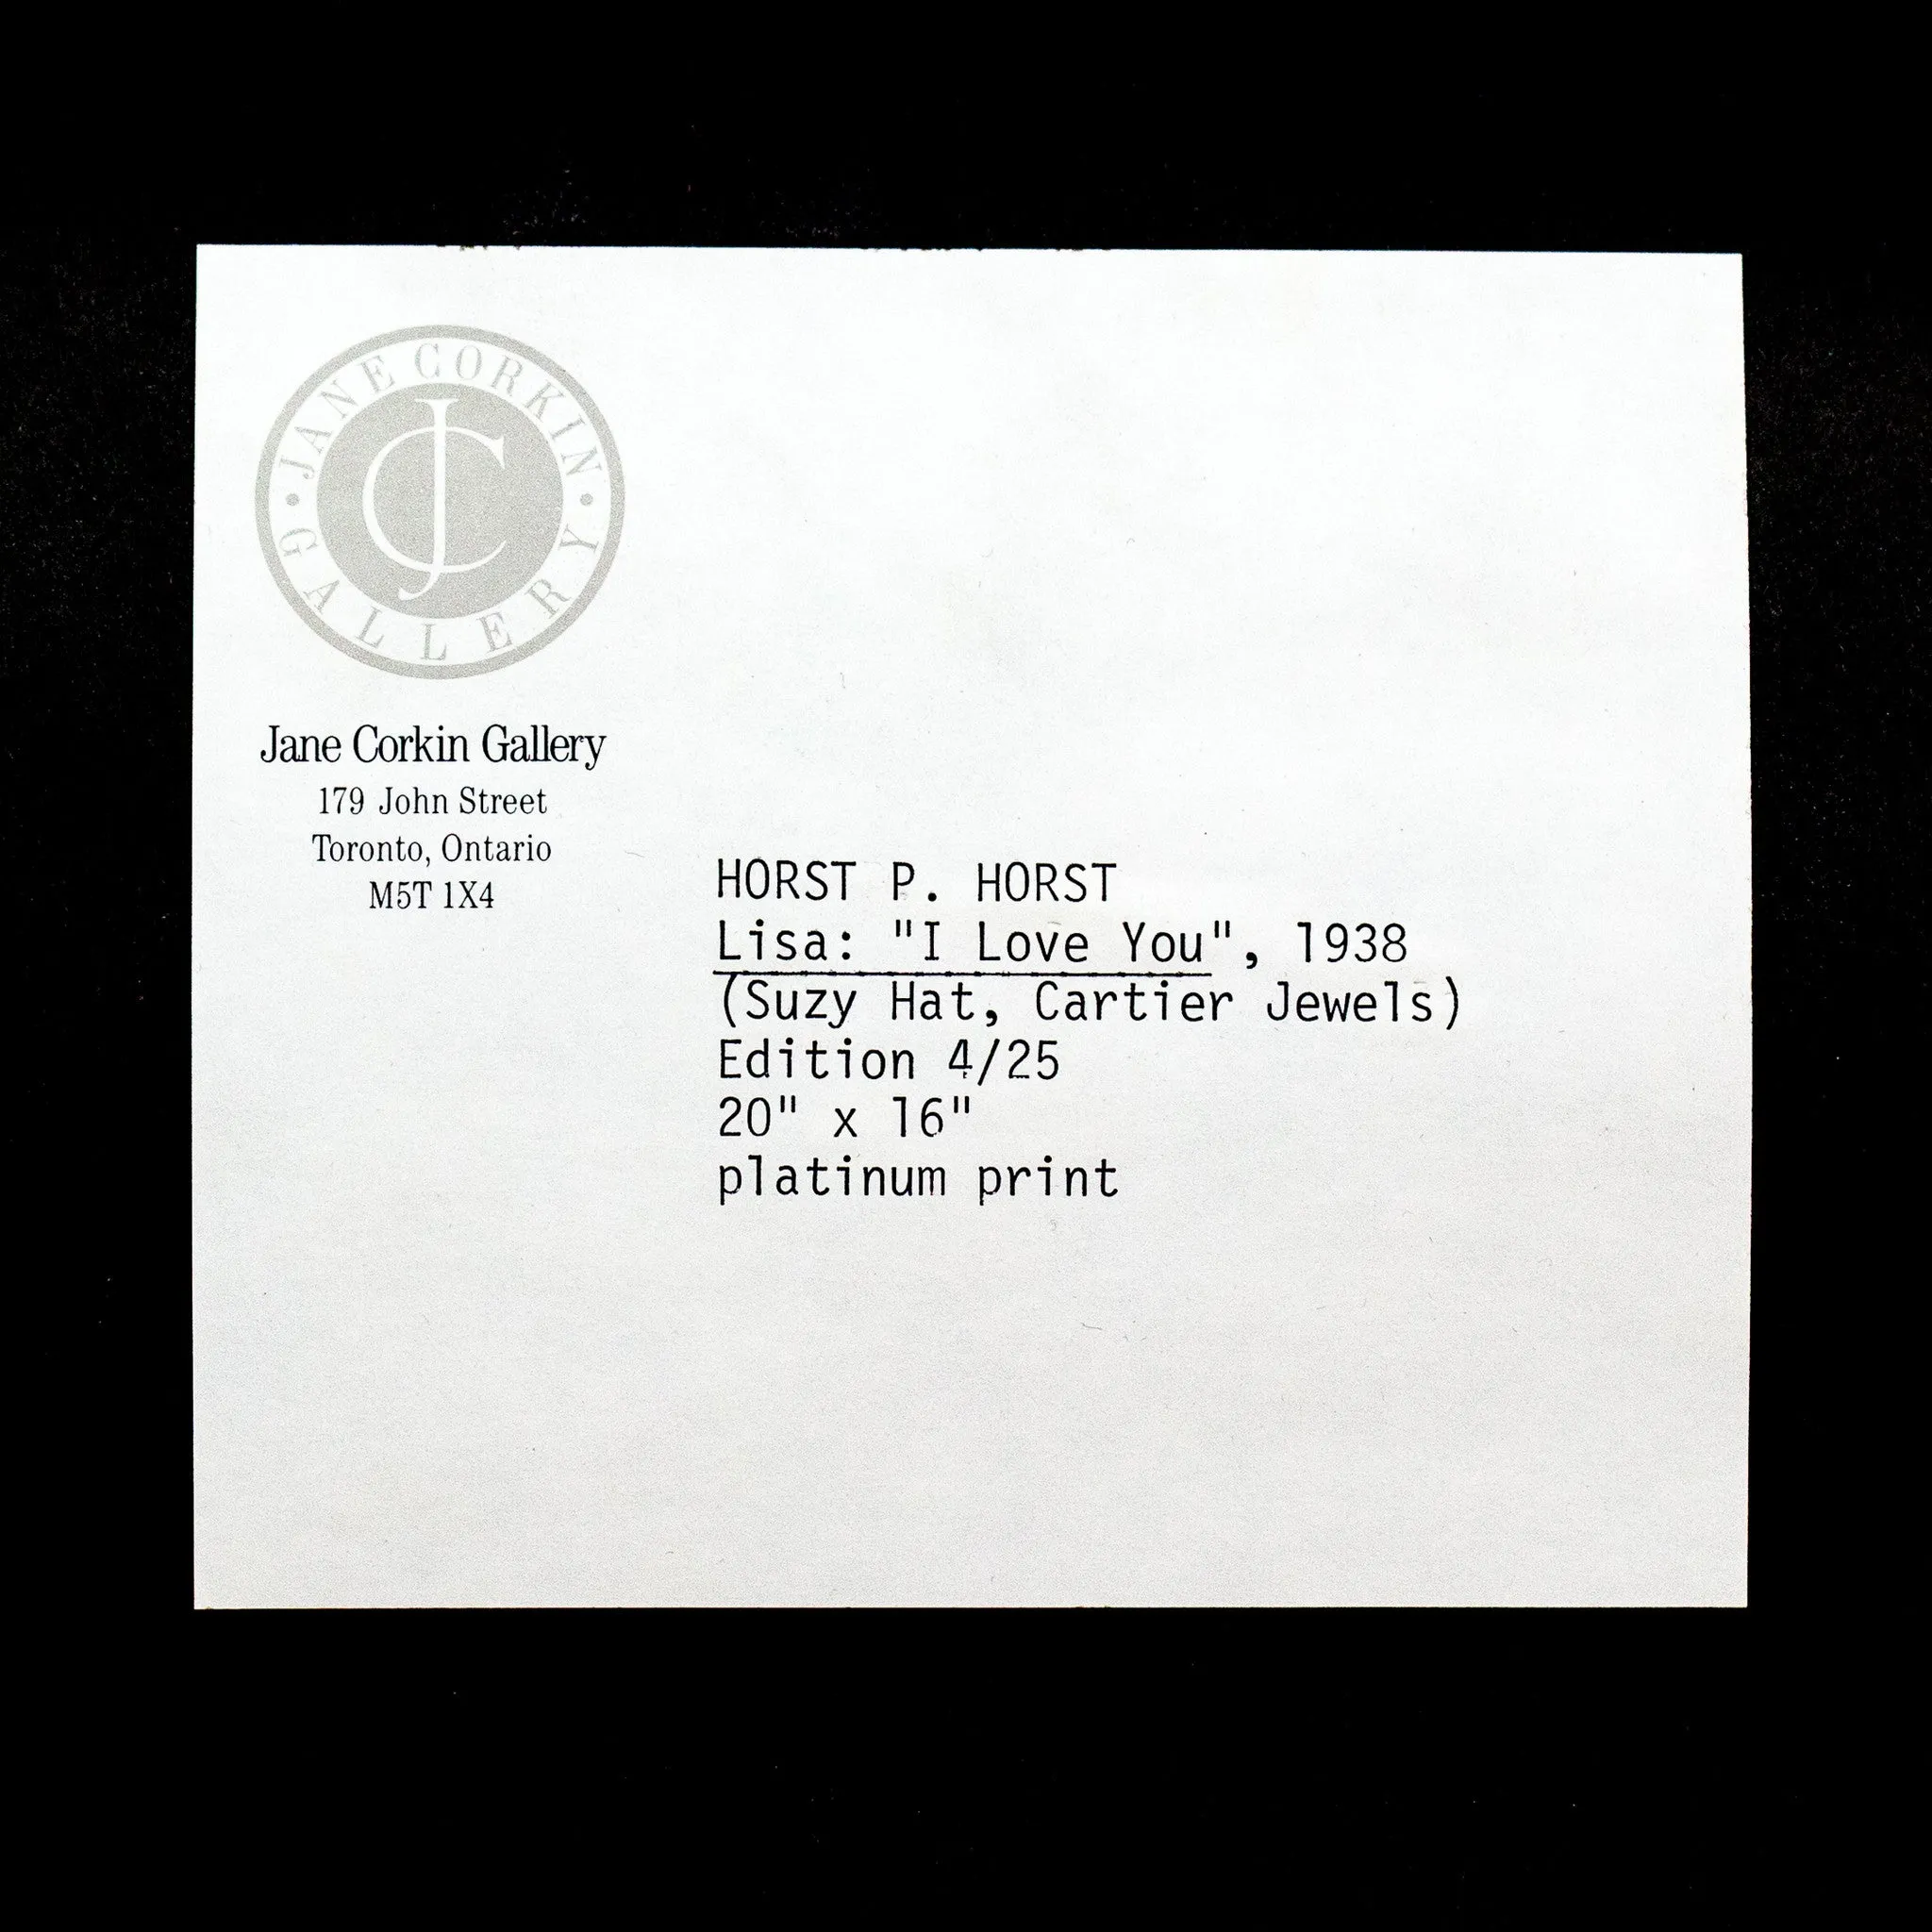 JANE CORKIN
GALLERY
JC
Jane Corkin Gallery
179 John Street
Toronto, Ontario
M5T 1X4
HORST P. HORST
Lisa: "I Love You", 1938
(Suzy Hat, Cartier Jewels)
Edition 4/25
20" x 16"
platinum print